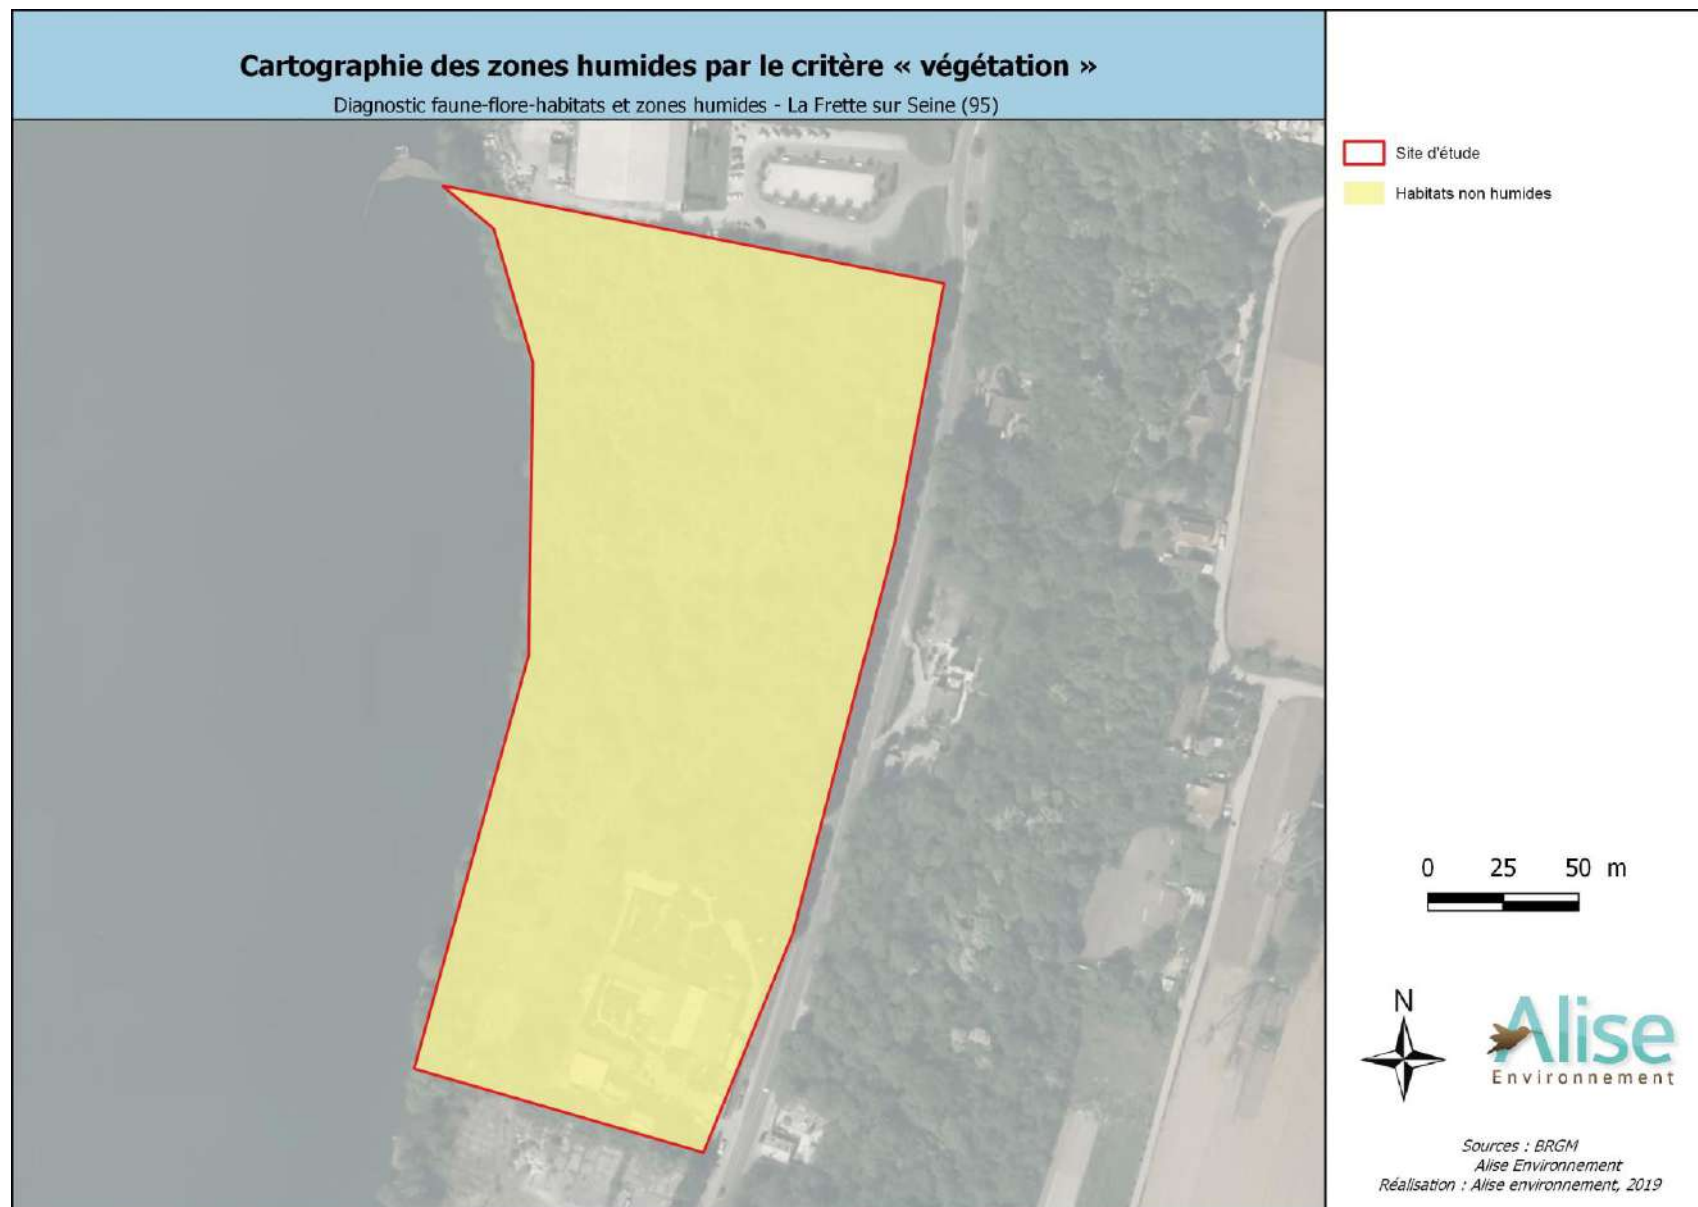 Cartographie des zones humides par le critère « végétation »
Diagnostic faune-flore-habitats et zones humides - La Frette sur Seine (95)
Site d'étude
Habitats non humides
0 25 50 m
N
Alise
Environnement
Sources : BRGM
Alise Environnement
Réalisation : Alise environnement, 2019